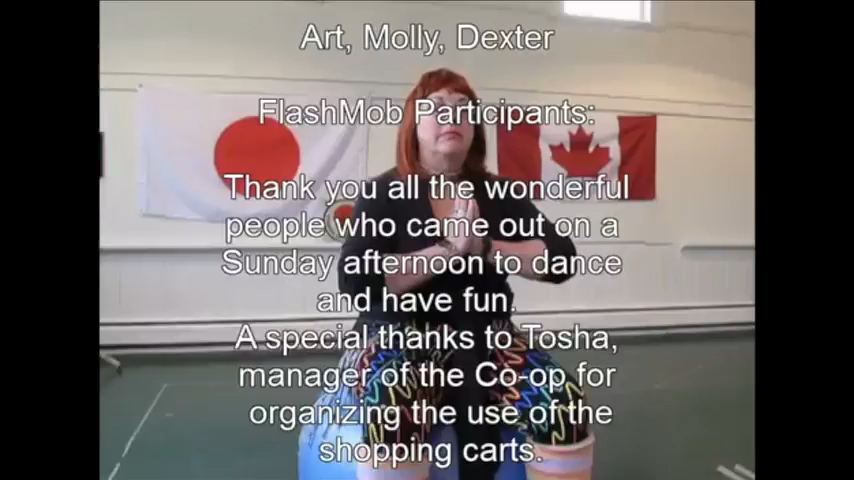 Art, Molly, Dexter
FlashMob Participants:
Thank you all the wonderful
people who came out on a
Sunday afternoon to dance
and have fun.
A special thanks to Tosha,
manager of the Co-op for
organizing the use of the
shopping carts.